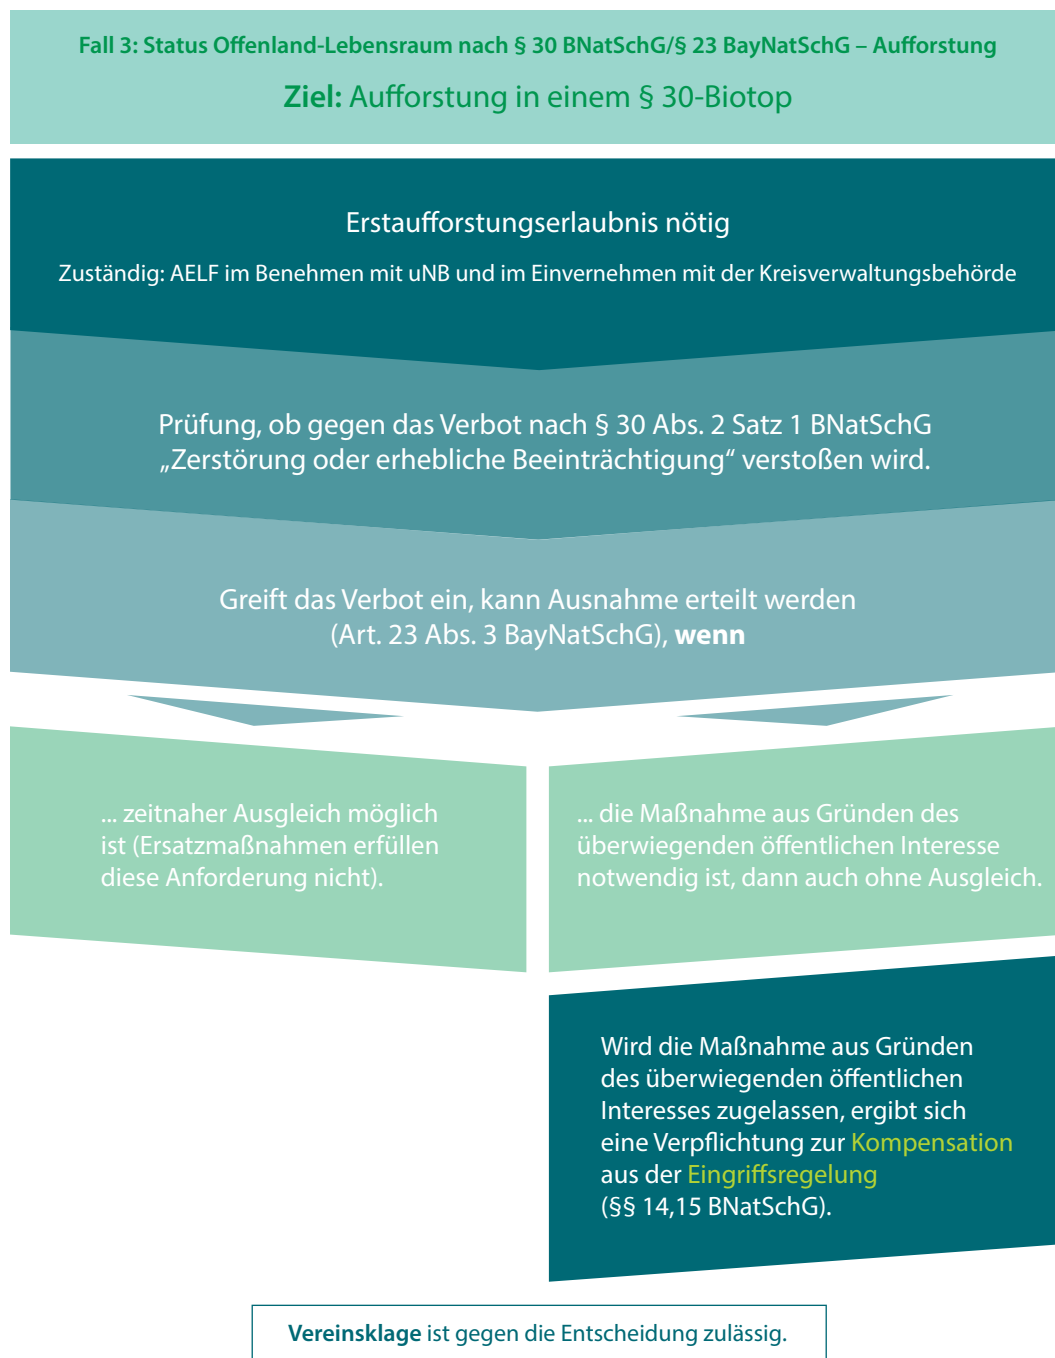 Fall 3: Status Offenland-Lebensraum nach § 30 BNatSchG/§ 23 BayNatSchG – Aufforstung
Ziel: Aufforstung in einem § 30-Biotop
Erstaufforstungserlaubnis nötig
Zuständig: AELF im Benehmen mit uNB und im Einvernehmen mit der Kreisverwaltungsbehörde
Prüfung, ob gegen das Verbot nach § 30 Abs. 2 Satz 1 BNatSchG
„Zerstörung oder erhebliche Beeinträchtigung“ verstoßen wird.
Greift das Verbot ein, kann Ausnahme erteilt werden
(Art. 23 Abs. 3 BayNatSchG), wenn
... zeitnaher Ausgleich möglich
ist (Ersatzmaßnahmen erfüllen
diese Anforderung nicht).
... die Maßnahme aus Gründen des
überwiegenden öffentlichen Interesse
notwendig ist, dann auch ohne Ausgleich.
Wird die Maßnahme aus Gründen
des überwiegenden öffentlichen
Interesses zugelassen, ergibt sich
eine Verpflichtung zur Kompensation
aus der Eingriffsregelung
(§§ 14,15 BNatSchG).
Vereinsklage ist gegen die Entscheidung zulässig.